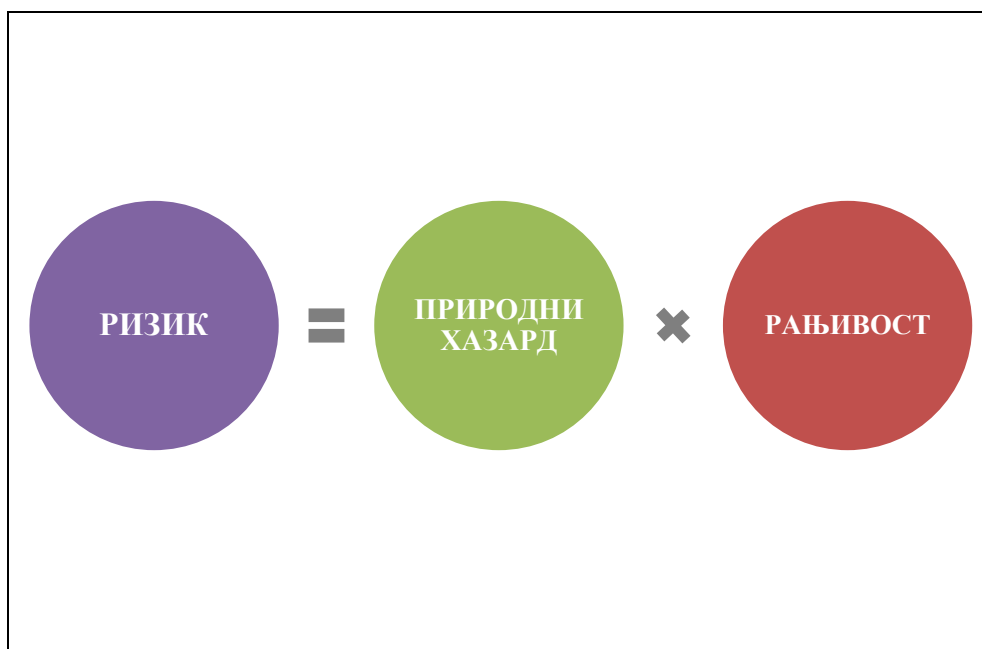 РИЗИК
=
ПРИРОДНИ
ХАЗАРД
×
РАЊИВОСТ